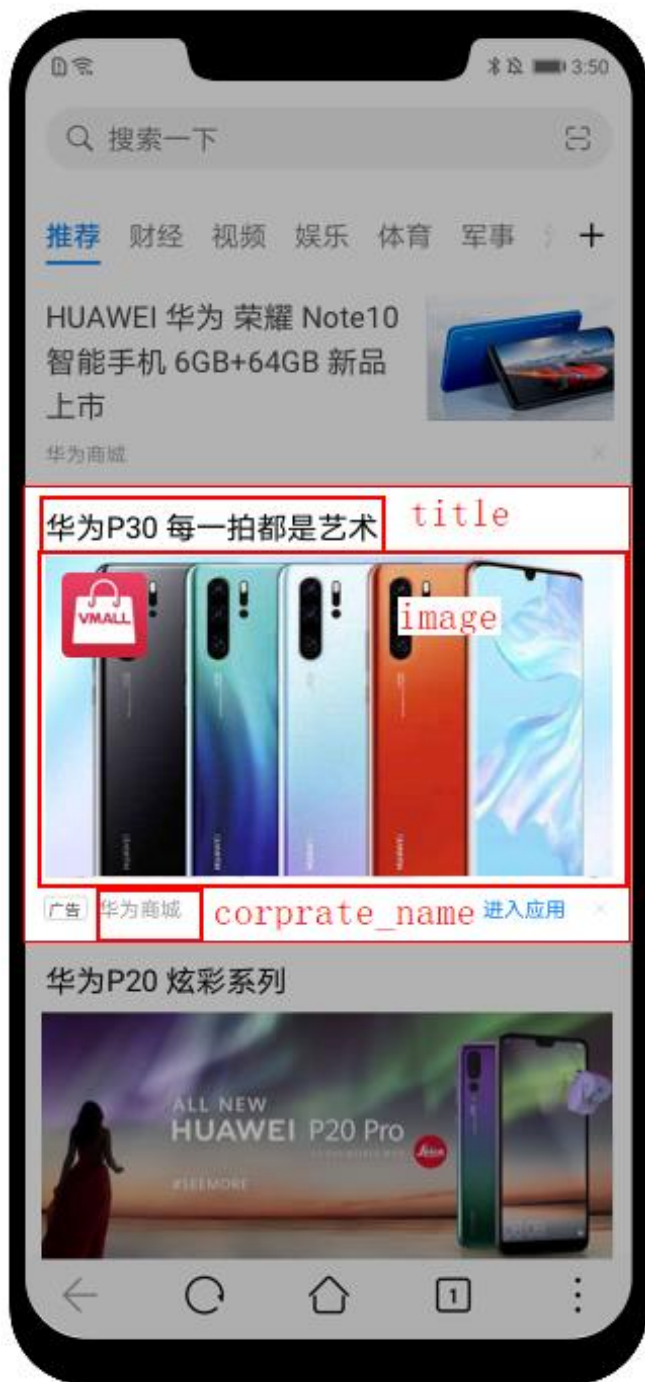 3:50
搜索一下
推荐 财经 视频 娱乐 体育 军事
HUAWEI 华为 荣耀 Note10
智能手机 6GB+64GB 新品
上市
华为商城
华为P30 每一拍都是艺术
title
VMALL
image
广告 华为商城 corprate_name 进入应用
华为P20 炫彩系列
ALL NEW
HUAWEI P20 Pro
Leica
#SEEMORE
1